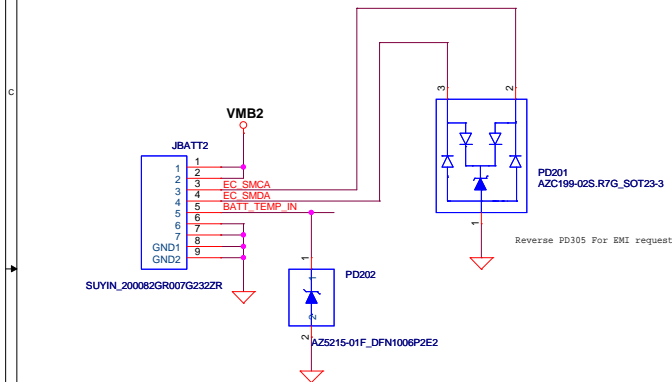 C
VMB2
JBATT2
1
2
3
4
5
6
7
8
9
1
2
3
4
5
6
7
GND1
GND2
EC_SMCA
EC_SMDA
BATT_TEMP_IN
SUYIN_200082GR007G232ZR
3
2
1
PD201
AZC199-02S.R7G_SOT23-3
Reverse PD305 For EMI request
1
1
2
2
PD202
AZ5215-01F_DFN1006P2E2